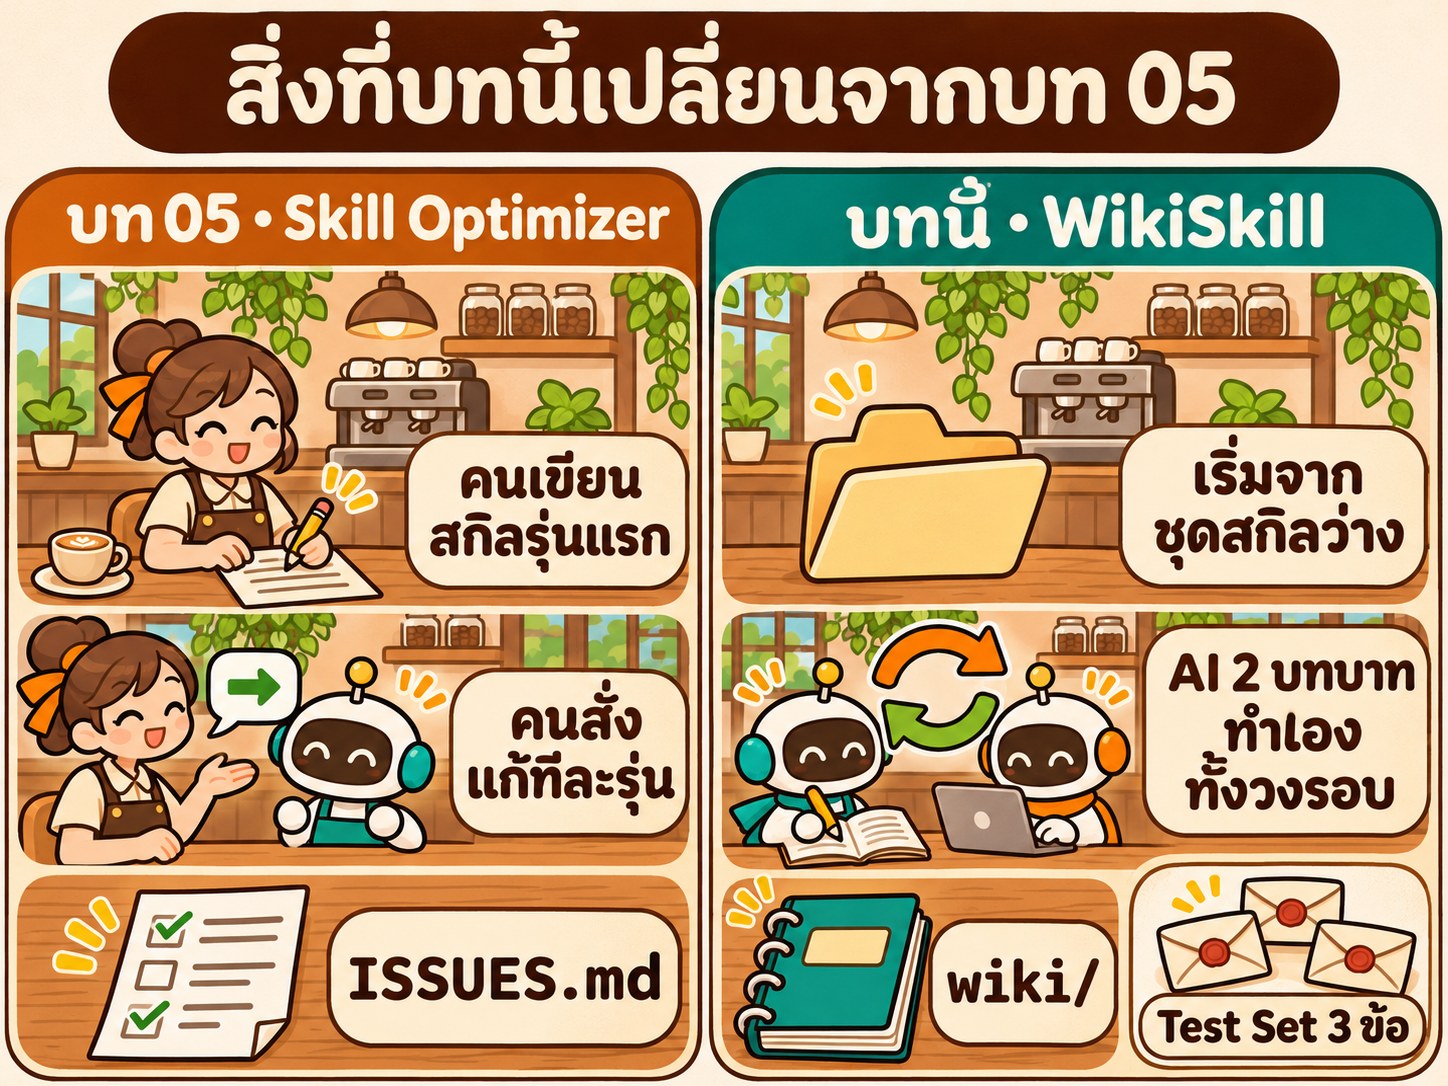 สิ่งที่บทนี้เปลี่ยนจากบท 05
บท 05 · Skill Optimizer
คนเขียน
สกิลรุ่นแรก
คนสั่ง
แก้ทีละรุ่น
ISSUES.md
บทนี้ · WikiSkill
เริ่มจาก
ชุดสกิลว่าง
AI 2 บทบาท
ทำเอง
ทั้งวงรอบ
wiki/
Test Set 3 ข้อ